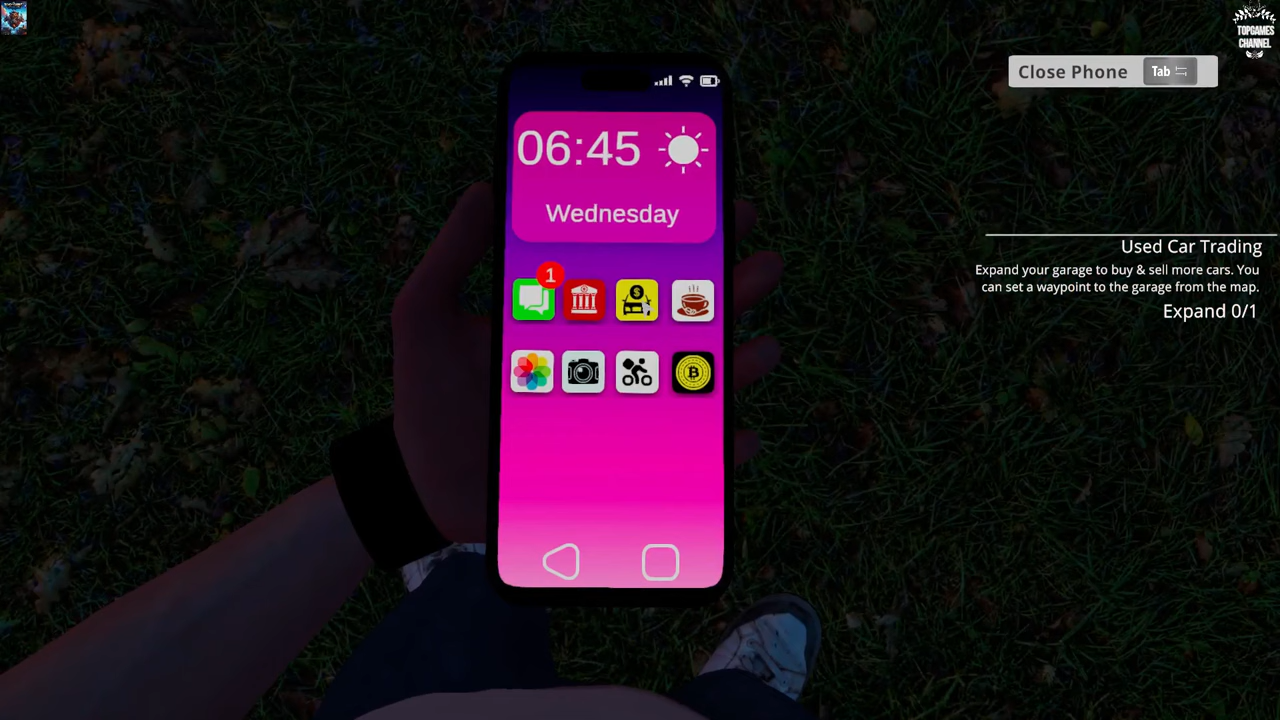 TOPGAMES
CHANNEL
Close Phone Tab
06:45
Wednesday
1
Used Car Trading
Expand your garage to buy & sell more cars. You
can set a waypoint to the garage from the map.
Expand 0/1